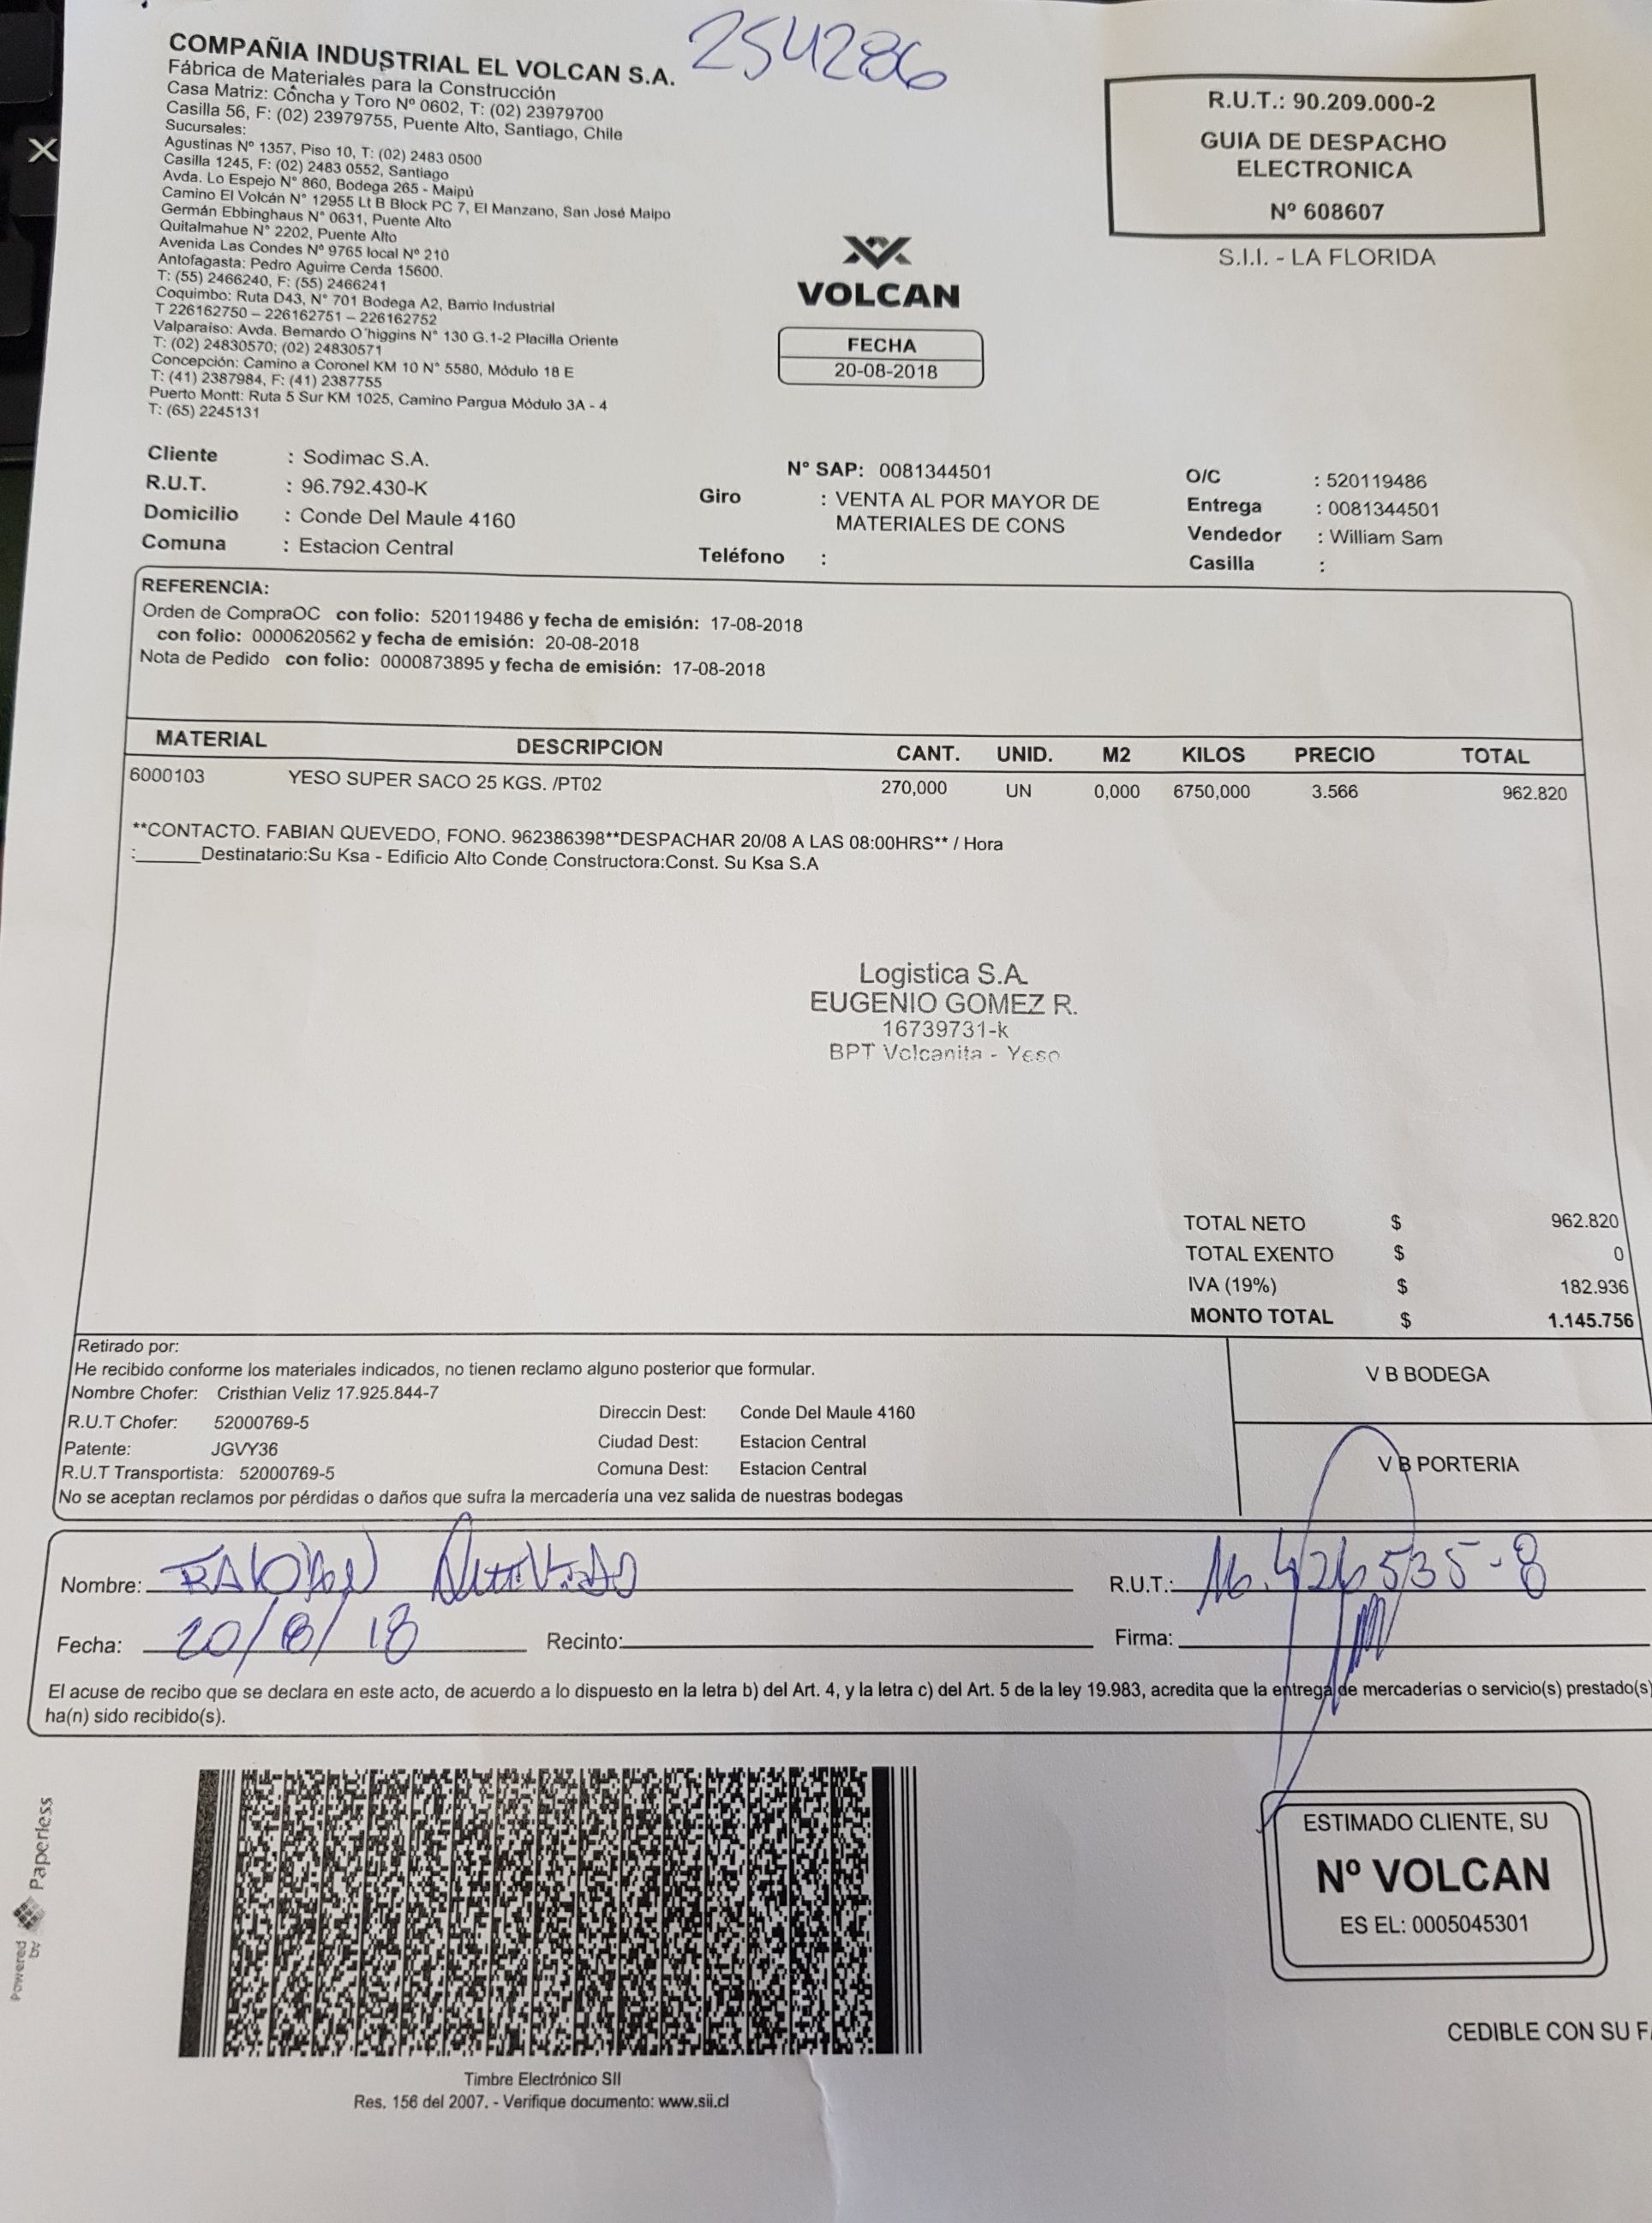 254286
COMPAÑIA INDUSTRIAL EL VOLCAN S.A.
Fábrica de Materiales para la Construcción
Casa Matriz: Concha y Toro Nº 0602, T: (02) 23979700
Casilla 56, F: (02) 23979755, Puente Alto, Santiago, Chile
Sucursales:
Agustinas Nº 1357, Piso 10, T: (02) 2483 0500
Casilla 1245, F: (02) 2483 0552, Santiago
Avda. Lo Espejo N° 860, Bodega 265 - Maipú
Camino El Volcán N° 12955 Lt B Block PC 7, El Manzano, San José Maipo
Germán Ebbinghaus N° 0631, Puente Alto
Quitalmahue N° 2202, Puente Alto
Avenida Las Condes Nº 9765 local Nº 210
Antofagasta: Pedro Aguirre Cerda 15600.
T: (55) 2466240, F: (55) 2466241
Coquimbo: Ruta D43, N° 701 Bodega A2, Barrio Industrial
T 226162750 – 226162751 – 226162752
Valparaiso: Avda. Bernardo O´higgins N° 130 G.1-2 Placilla Oriente
T: (02) 24830570; (02) 24830571
Concepción: Camino a Coronel KM 10 N° 5580, Módulo 18 E
T: (41) 2387984, F: (41) 2387755
Puerto Montt: Ruta 5 Sur KM 1025, Camino Pargua Módulo 3A - 4
T: (65) 2245131
VOLCAN
FECHA
20-08-2018
R.U.T.: 90.209.000-2
GUIA DE DESPACHO
ELECTRONICA
Nº 608607
S.I.I. - LA FLORIDA
Cliente : Sodimac S.A.
R.U.T. : 96.792.430-K
Domicilio : Conde Del Maule 4160
Comuna : Estacion Central
N° SAP: 0081344501
Giro : VENTA AL POR MAYOR DE
MATERIALES DE CONS
Teléfono :
O/C : 520119486
Entrega : 0081344501
Vendedor : William Sam
Casilla :
REFERENCIA:
Orden de CompraOC con folio: 520119486 y fecha de emisión: 17-08-2018
con folio: 0000620562 y fecha de emisión: 20-08-2018
Nota de Pedido con folio: 0000873895 y fecha de emisión: 17-08-2018
MATERIAL DESCRIPCION CANT. UNID. M2 KILOS PRECIO TOTAL
6000103 YESO SUPER SACO 25 KGS. /PT02 270,000 UN 0,000 6750,000 3.566 962.820
**CONTACTO. FABIAN QUEVEDO, FONO. 962386398**DESPACHAR 20/08 A LAS 08:00HRS** / Hora
:______Destinatario:Su Ksa - Edificio Alto Conde Constructora:Const. Su Ksa S.A
Logistica S.A.
EUGENIO GOMEZ R.
16739731-k
BPT Volcanita - Yeso
TOTAL NETO $ 962.820
TOTAL EXENTO $ 0
IVA (19%) $ 182.936
MONTO TOTAL $ 1.145.756
Retirado por:
He recibido conforme los materiales indicados, no tienen reclamo alguno posterior que formular.
Nombre Chofer: Cristhian Veliz 17.925.844-7
R.U.T Chofer: 52000769-5
Patente: JGVY36
R.U.T Transportista: 52000769-5
Direccin Dest: Conde Del Maule 4160
Ciudad Dest: Estacion Central
Comuna Dest: Estacion Central
No se aceptan reclamos por pérdidas o daños que sufra la mercadería una vez salida de nuestras bodegas
V B BODEGA
V B PORTERIA
Nombre: FABIAN QUEVEDO R.U.T.: 16.426535-8
Fecha: 20/8/18 Recinto: Firma:
El acuse de recibo que se declara en este acto, de acuerdo a lo dispuesto en la letra b) del Art. 4, y la letra c) del Art. 5 de la ley 19.983, acredita que la entrega de mercaderías o servicio(s) prestado(s)
ha(n) sido recibido(s).
Powered by Paperless
Timbre Electrónico SII
Res. 156 del 2007. - Verifique documento: www.sii.cl
ESTIMADO CLIENTE, SU
Nº VOLCAN
ES EL: 0005045301
CEDIBLE CON SU